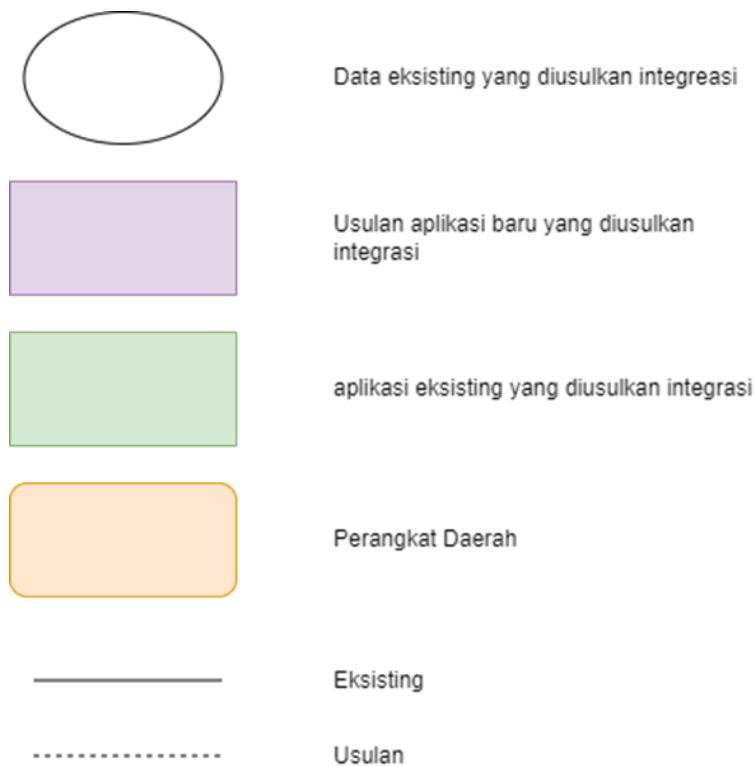 Data eksisting yang diusulkan integreasi
Usulan aplikasi baru yang diusulkan
integrasi
aplikasi eksisting yang diusulkan integrasi
Perangkat Daerah
Eksisting
Usulan